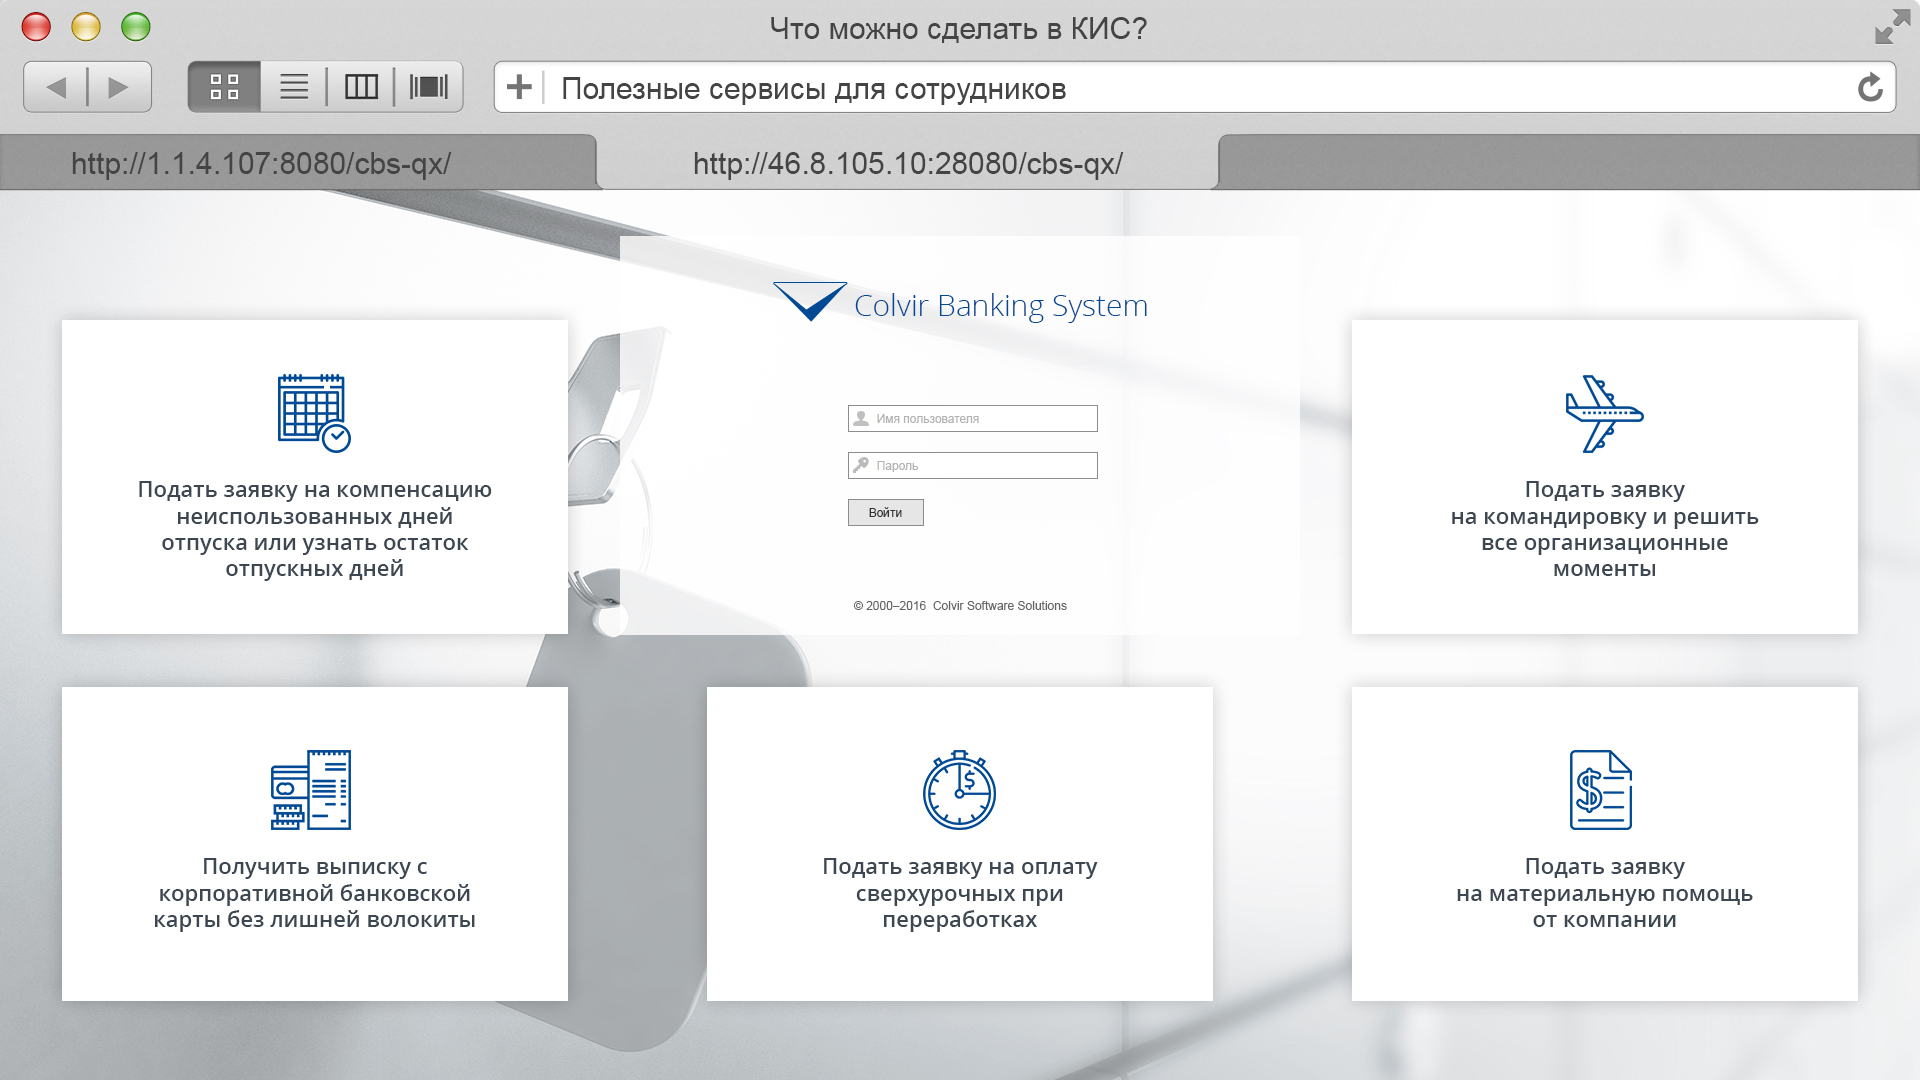 Что можно сделать в КИС?
Полезные сервисы для сотрудников
http://1.1.4.107:8080/cbs-qx/
http://46.8.105.10:28080/cbs-qx/
Colvir Banking System
Имя пользователя
Пароль
Войти
© 2000–2016 Colvir Software Solutions
Подать заявку на компенсацию
неиспользованных дней
отпуска или узнать остаток
отпускных дней
Подать заявку
на командировку и решить
все организационные
моменты
Получить выписку с
корпоративной банковской
карты без лишней волокиты
Подать заявку на оплату
сверхурочных при
переработках
Подать заявку
на материальную помощь
от компании